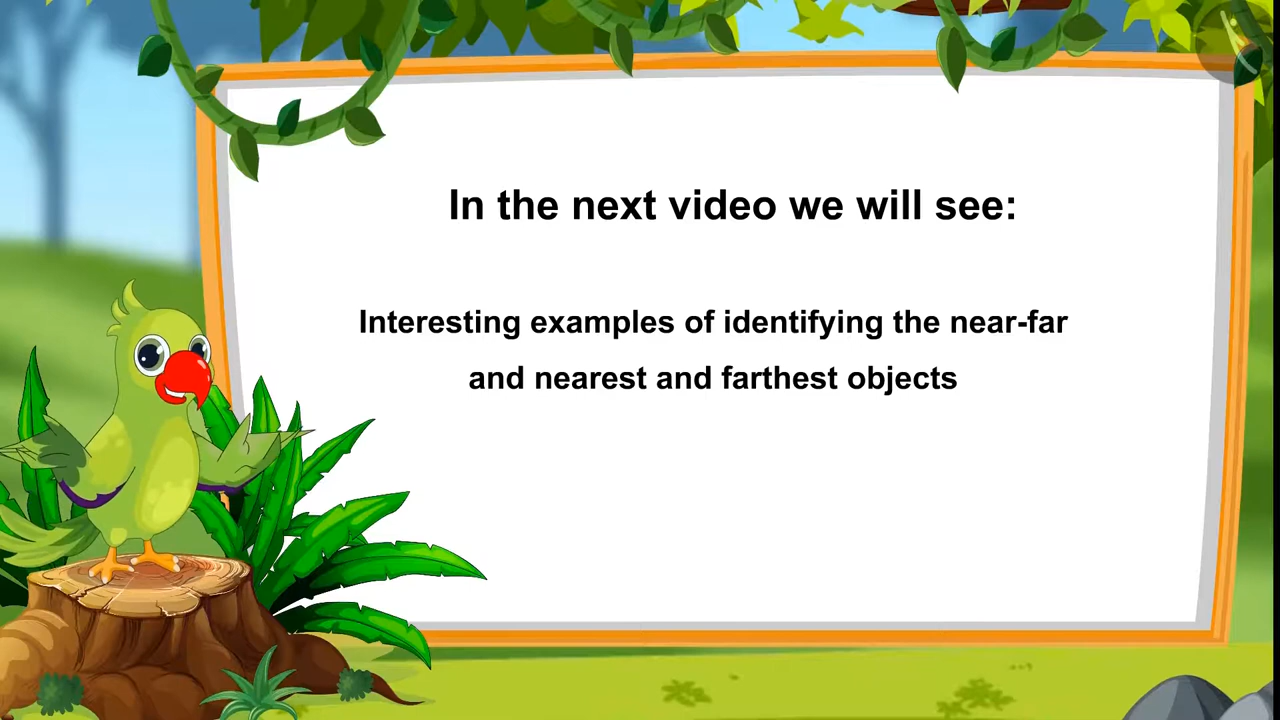 In the next video we will see:
Interesting examples of identifying the near-far
and nearest and farthest objects